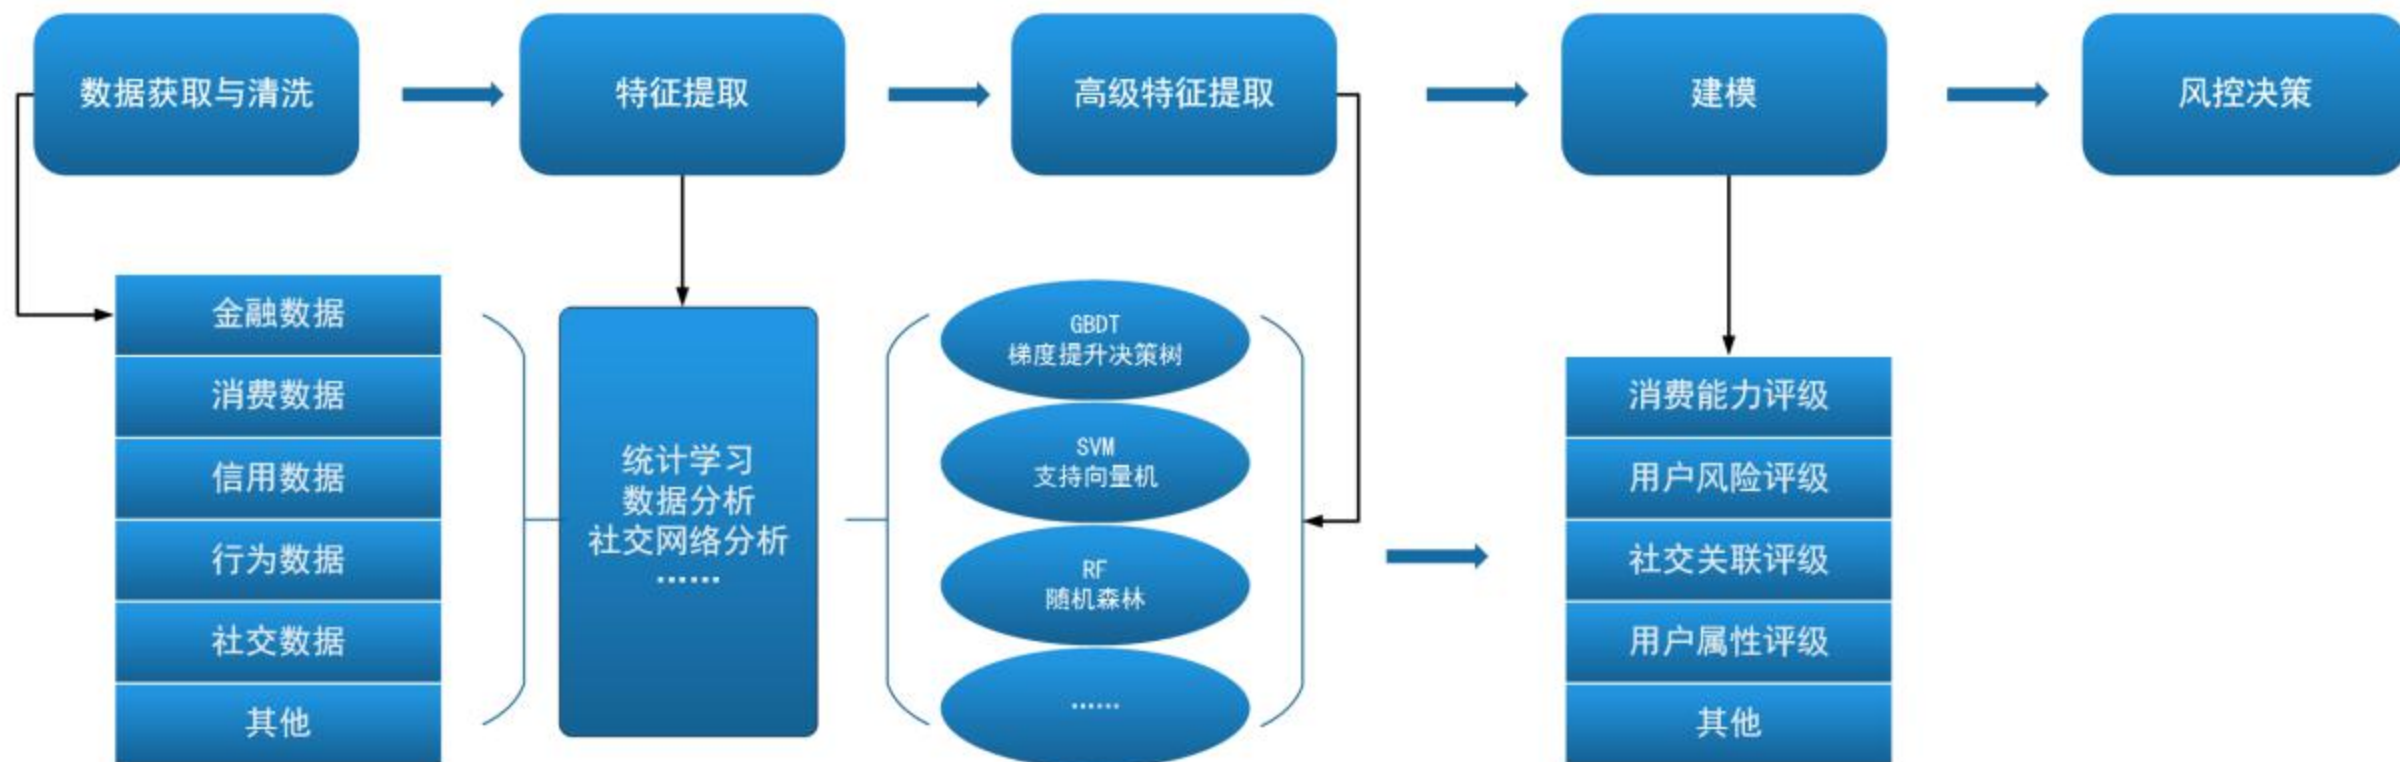 数据获取与清洗
特征提取
高级特征提取
建模
风控决策
金融数据
消费数据
信用数据
行为数据
社交数据
其他
统计学习
数据分析
社交网络分析
……
GBDT
梯度提升决策树
SVM
支持向量机
RF
随机森林
……
消费能力评级
用户风险评级
社交关联评级
用户属性评级
其他